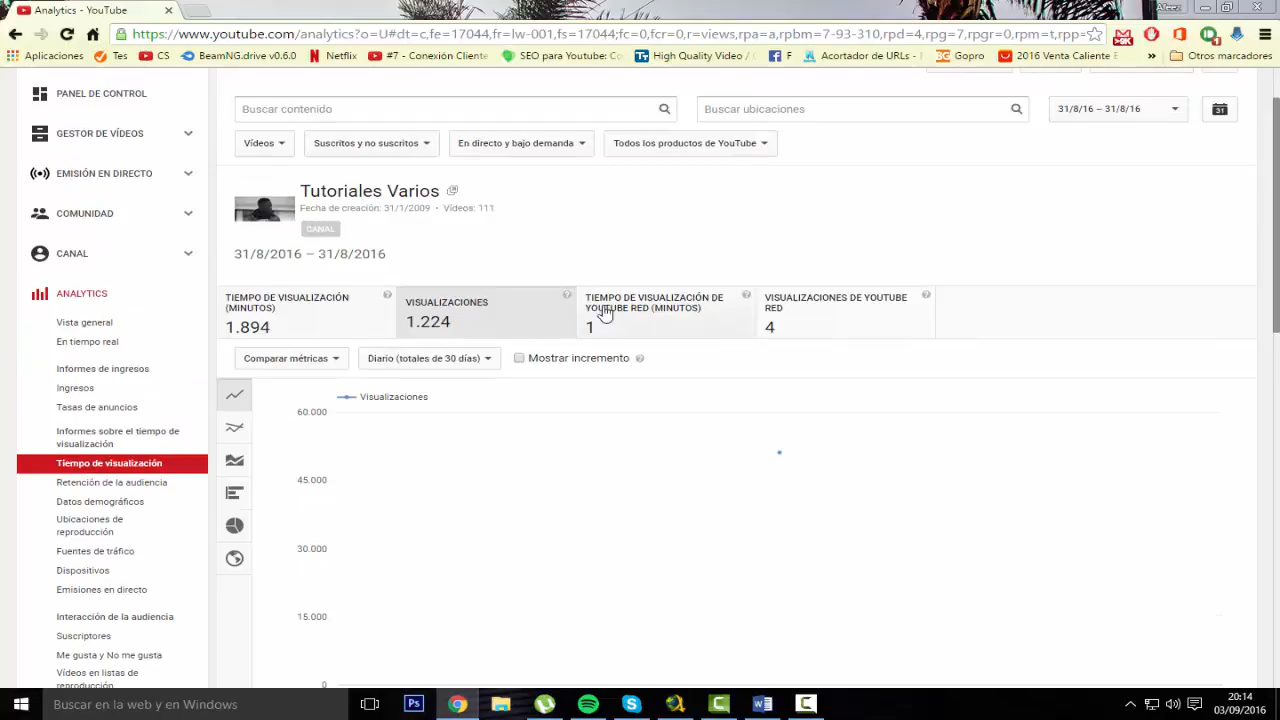 Analytics - YouTube
https://www.youtube.com/analytics?o=U#dt=c,fe=17044,fr=lw-001,fs=17044;fc=0,fcr=0,r=views,rpa=a,rpbm=7-93-310,rpd=4,rpg=7,rgr=0,rpm=t,rpp=
Aplicaciones Tes CS BeamNG.drive v0.6.0 Netflix #7 - Conexión Cliente SEO para Youtube: Co High Quality Video / F Acortador de URLs - Gopro 2016 Venta Caliente E » Otros marcadores
PANEL DE CONTROL
GESTOR DE VÍDEOS
EMISIÓN EN DIRECTO
COMUNIDAD
CANAL
ANALYTICS
Vista general
En tiempo real
Informes de ingresos
Ingresos
Tasas de anuncios
Informes sobre el tiempo de
visualización
Tiempo de visualización
Retención de la audiencia
Datos demográficos
Ubicaciones de
reproducción
Fuentes de tráfico
Dispositivos
Emisiones en directo
Interacción de la audiencia
Suscriptores
Me gusta y No me gusta
Vídeos en listas de
reproducción
Buscar contenido
Buscar ubicaciones
31/8/16 – 31/8/16
31
Vídeos
Suscritos y no suscritos
En directo y bajo demanda
Todos los productos de YouTube
Tutoriales Varios
Fecha de creación: 31/1/2009 • Vídeos: 111
CANAL
31/8/2016 – 31/8/2016
TIEMPO DE VISUALIZACIÓN
(MINUTOS)
1.894
VISUALIZACIONES
1.224
TIEMPO DE VISUALIZACIÓN DE
YOUTUBE RED (MINUTOS)
1
VISUALIZACIONES DE YOUTUBE
RED
4
Comparar métricas
Diario (totales de 30 días)
Mostrar incremento
Visualizaciones
60.000
45.000
30.000
15.000
0
Buscar en la web y en Windows
20:14
03/09/2016